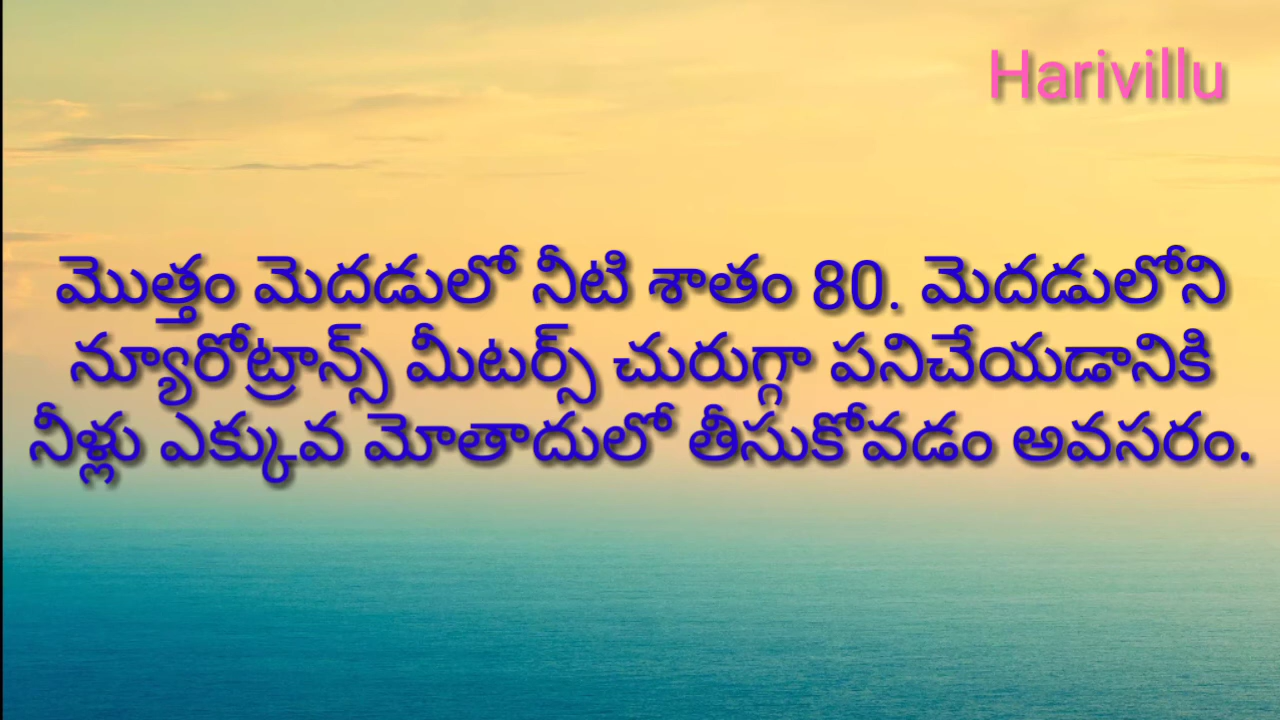 Harivillu
మొత్తం మెదడులో నీటి శాతం 80. మెదడులోని
న్యూరోట్రాన్స్ మీటర్స్ చురుగ్గా పనిచేయడానికి
నీళ్లు ఎక్కువ మోతాదులో తీసుకోవడం అవసరం.